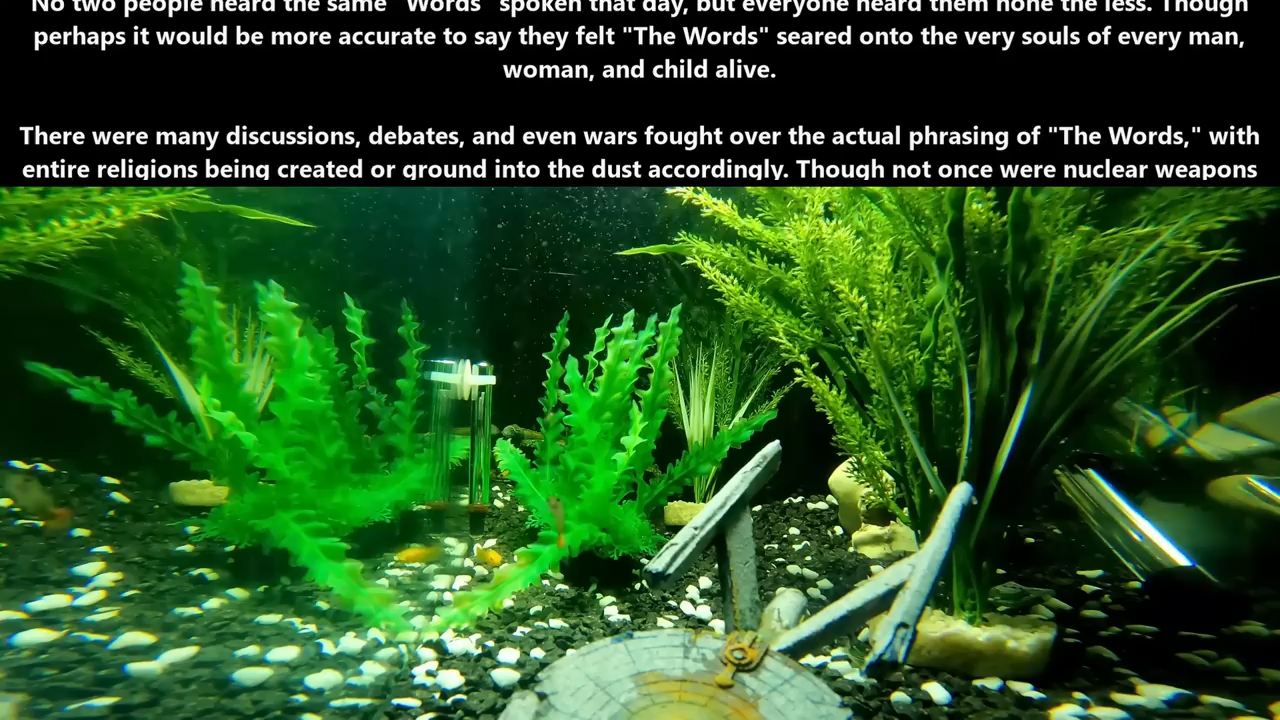 No two people heard the same "Words" spoken that day, but everyone heard them none the less. Though
perhaps it would be more accurate to say they felt "The Words" seared onto the very souls of every man,
woman, and child alive.
There were many discussions, debates, and even wars fought over the actual phrasing of "The Words," with
entire religions being created or ground into the dust accordingly. Though not once were nuclear weapons